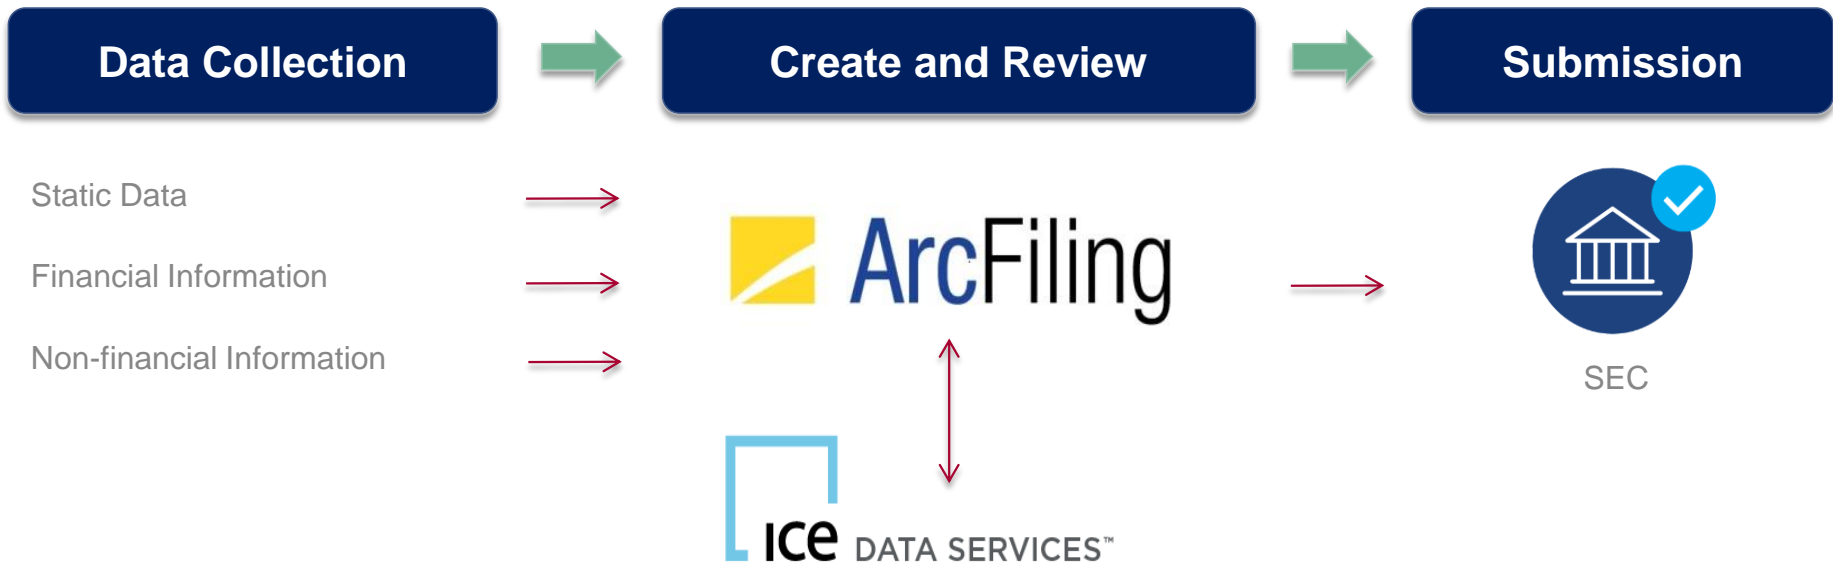 Data Collection
Create and Review
Submission
Static Data
Financial Information
Non-financial Information
ArcFiling
ice DATA SERVICES™
SEC